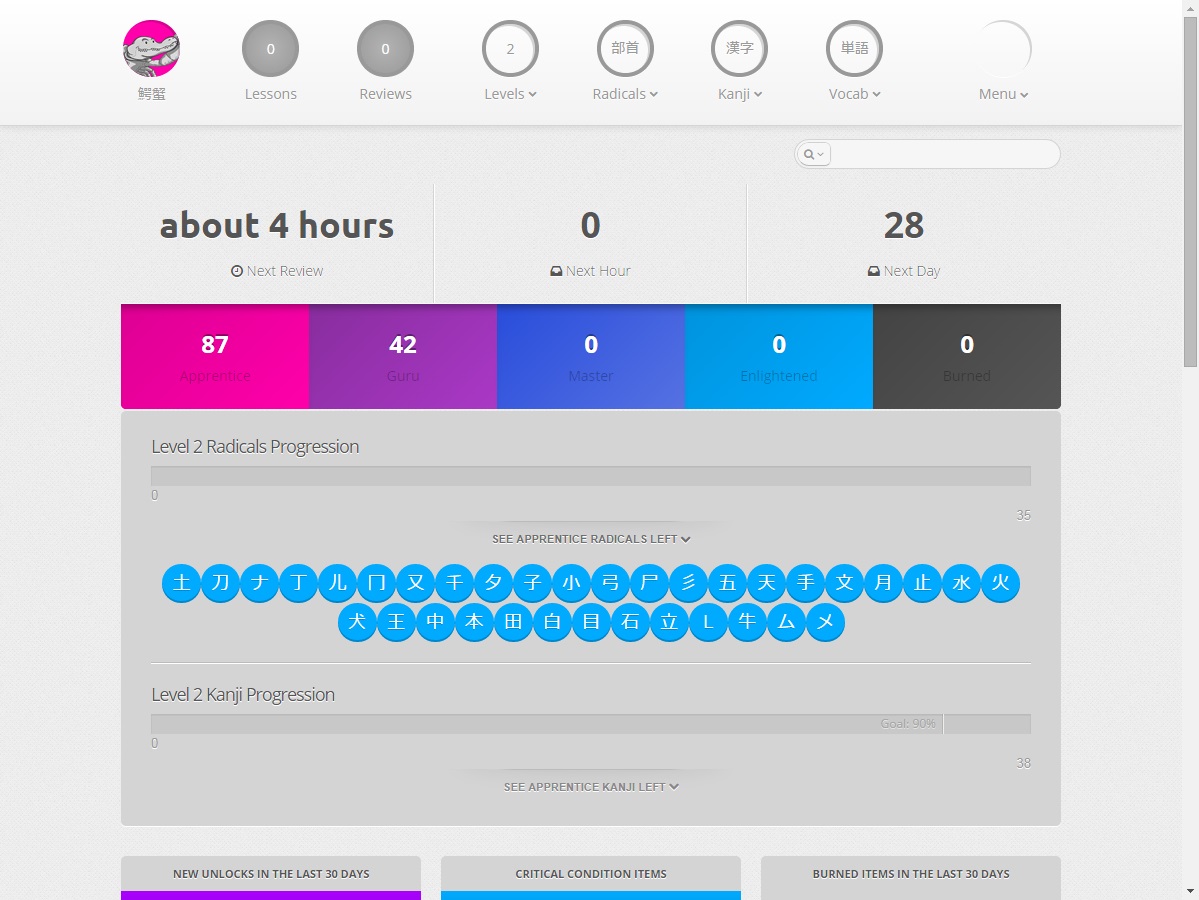 0 0 2 部首 漢字 単語
鰐蟹 Lessons Reviews Levels Radicals Kanji Vocab Menu
about 4 hours 0 28
Next Review Next Hour Next Day
87 42 0 0 0
Apprentice Guru Master Enlightened Burned
Level 2 Radicals Progression
0
35
SEE APPRENTICE RADICALS LEFT
土 刀 ナ 丁 儿 冂 又 千 夕 子 小 弓 尸 彡 五 天 手 文 月 止 水 火
犬 王 中 本 田 白 目 石 立 L 牛 ム メ
Level 2 Kanji Progression
Goal: 90%
0
38
SEE APPRENTICE KANJI LEFT
NEW UNLOCKS IN THE LAST 30 DAYS CRITICAL CONDITION ITEMS BURNED ITEMS IN THE LAST 30 DAYS